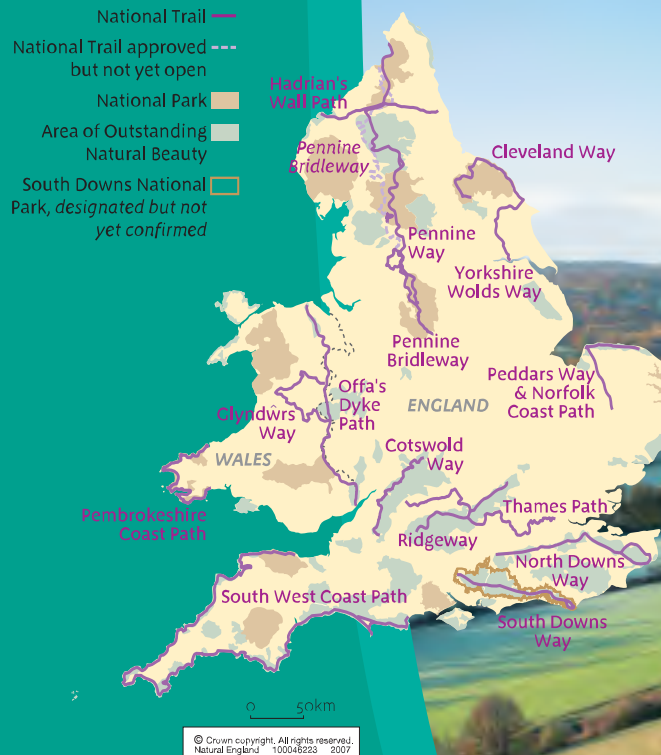 National Trail
National Trail approved
but not yet open
National Park
Area of Outstanding
Natural Beauty
South Downs National
Park, designated but not
yet confirmed
Hadrian's
Wall Path
Pennine
Bridleway
Cleveland Way
Pennine
Way
Yorkshire
Wolds Way
Pennine
Bridleway
Peddars Way
& Norfolk
Coast Path
Offa's
Dyke
Path
ENGLAND
Glyndwrs
Way
Cotswold
Way
WALES
Thames Path
Pembrokeshire
Coast Path
Ridgeway
North Downs
Way
South West Coast Path
South Downs
Way
0 50km
© Crown copyright. All rights reserved.
Natural England 100046223 2007